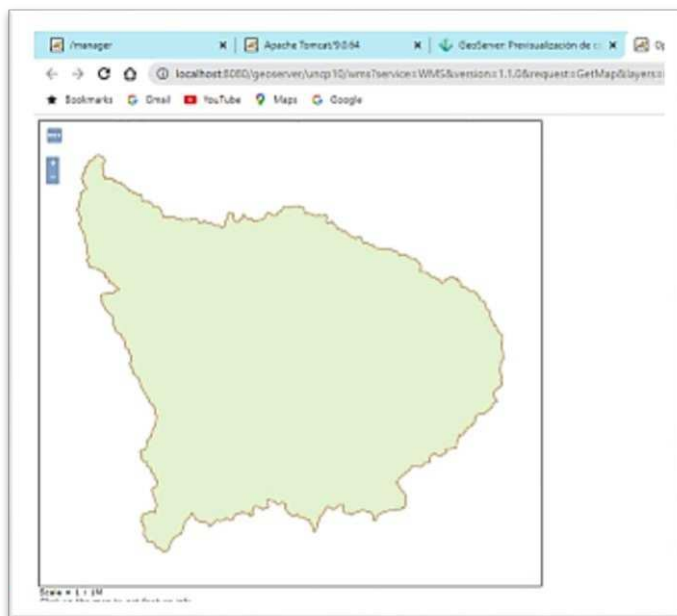 /manager Apache Tomcat/9.0.64 GeoServer: Previsualización de c Op
localhost:8080/geoserver/uncp10/wms?service=WMS&version=1.1.0&request=GetMap&layers=
Bookmarks Gmail YouTube Maps Google
+
-
Scale = 1 : 1M